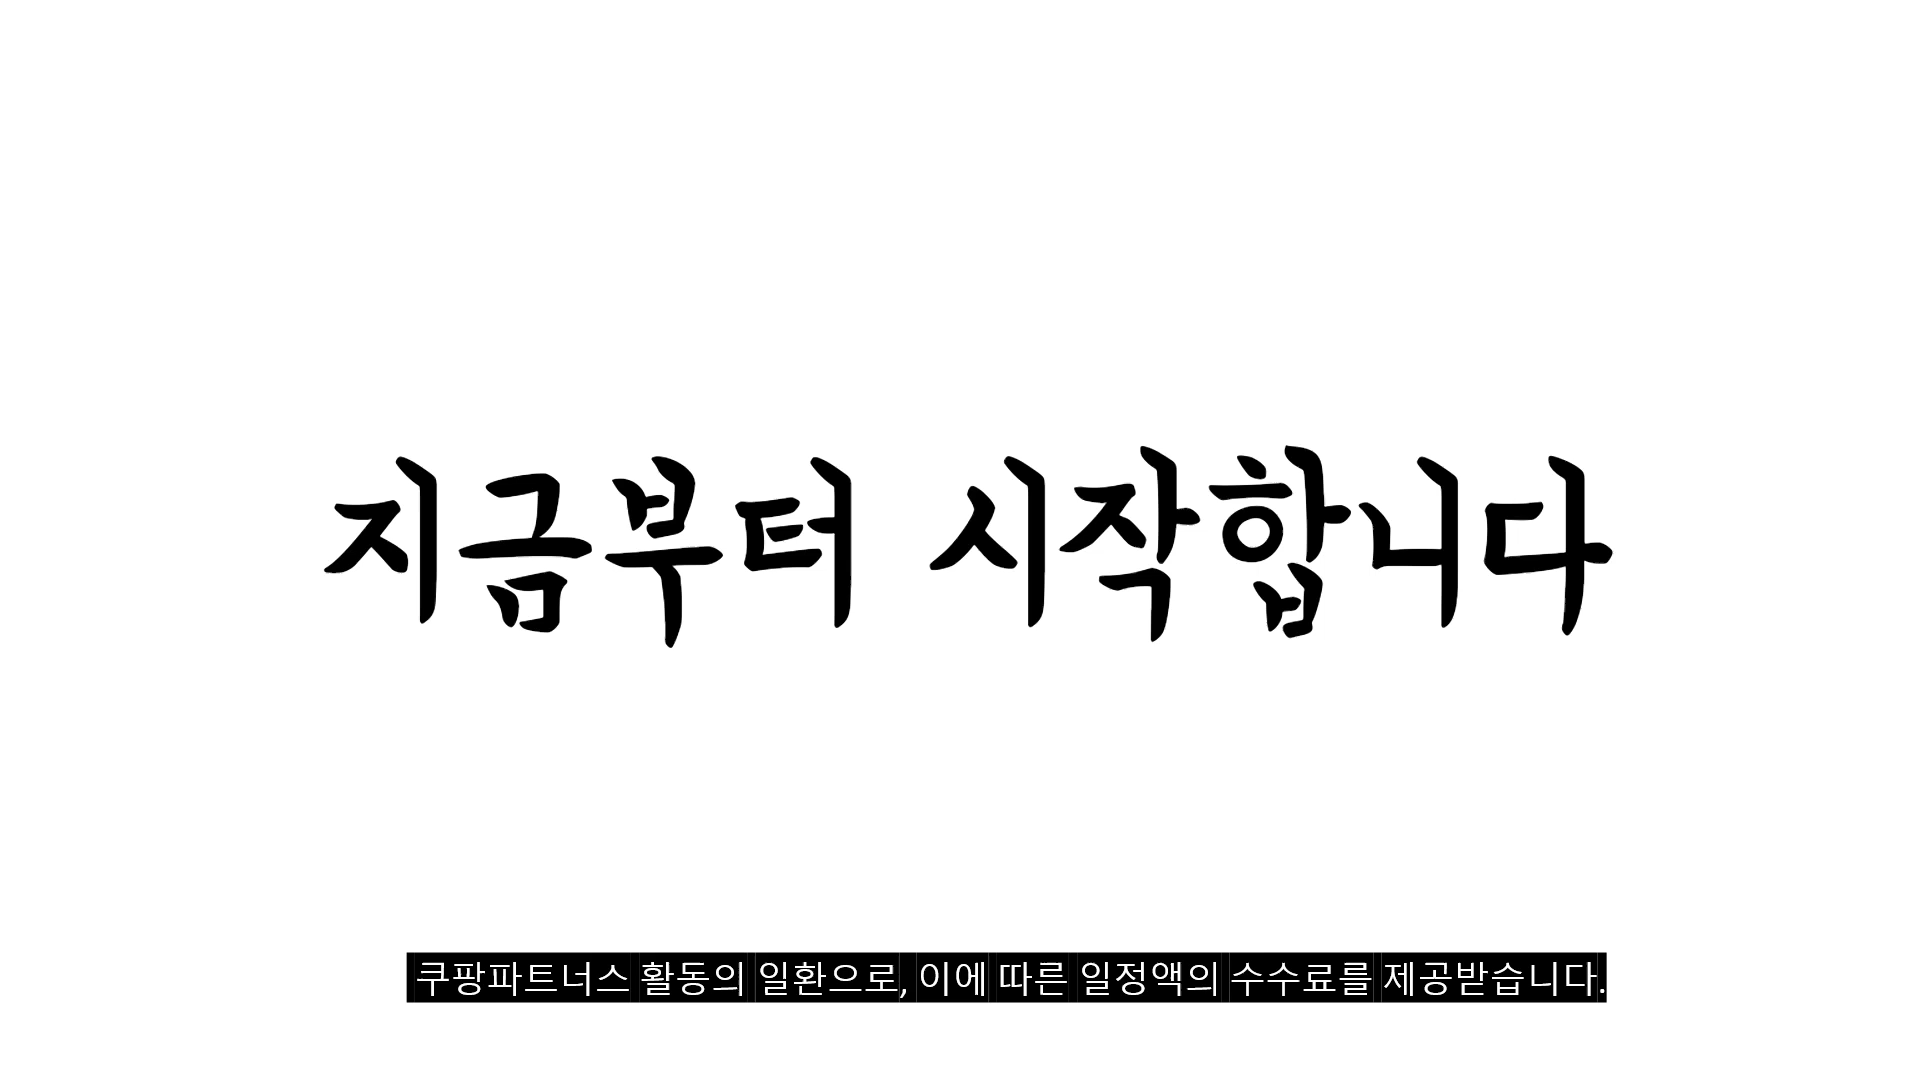 지금부터 시작합니다
쿠팡파트너스 활동의 일환으로, 이에 따른 일정액의 수수료를 제공받습니다.